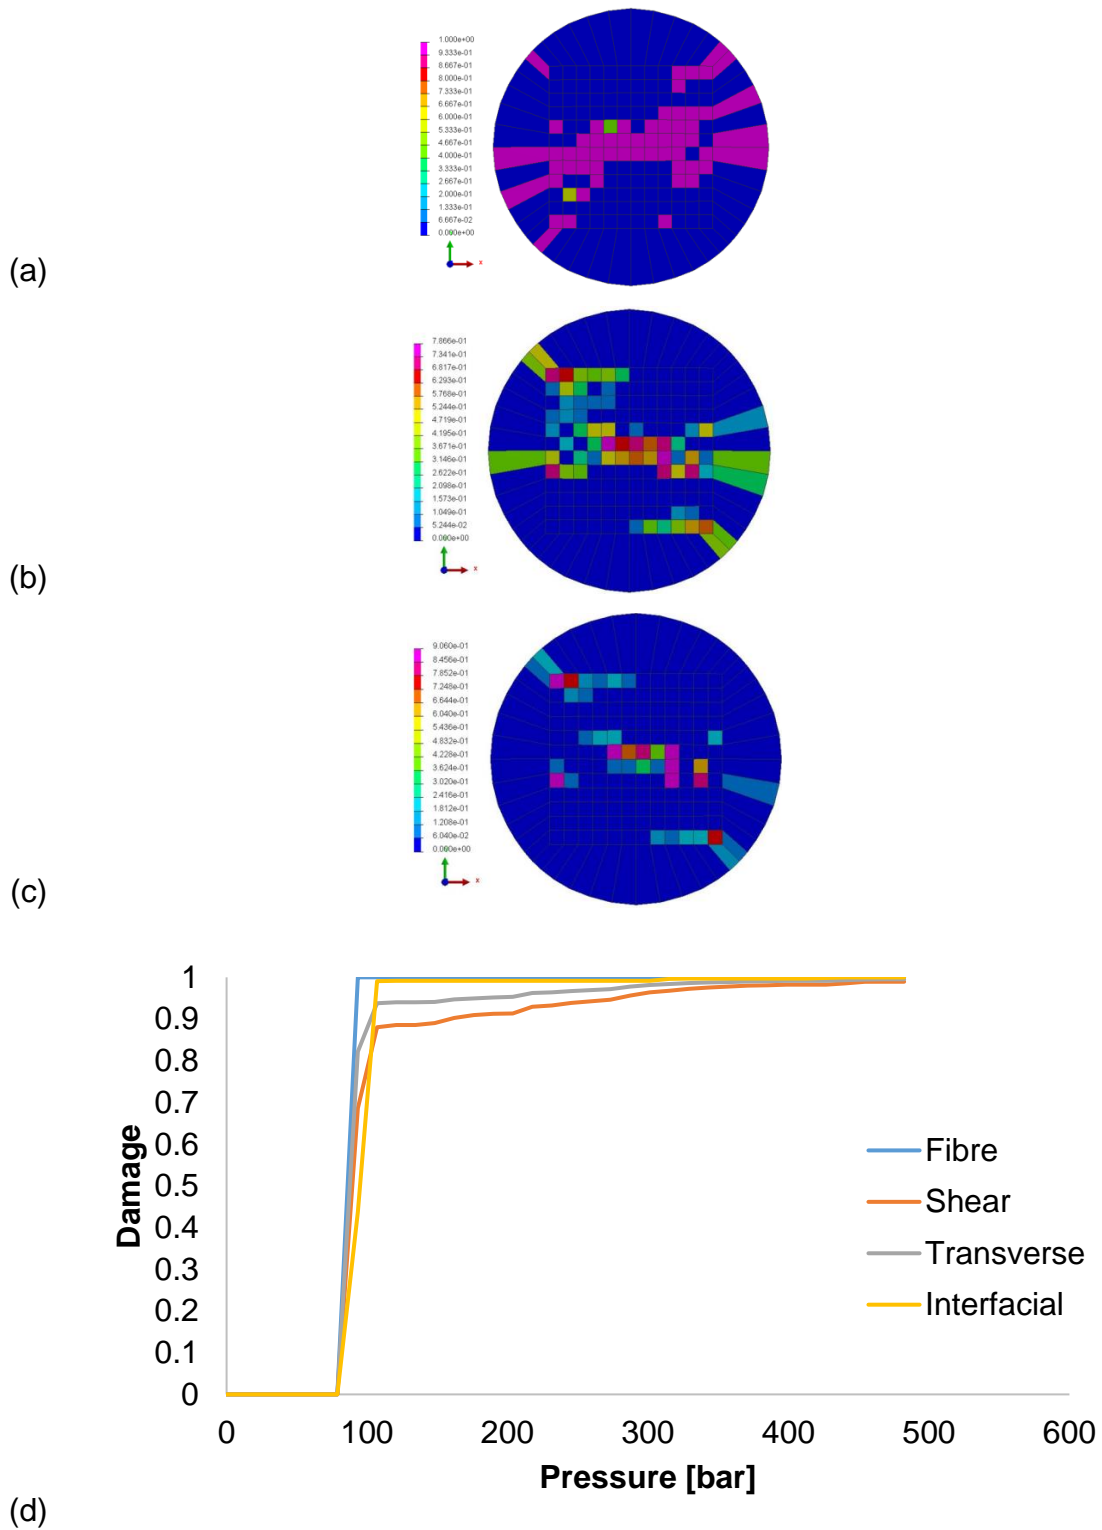 1.000e+00
9.333e-01
8.667e-01
8.000e-01
7.333e-01
6.667e-01
6.000e-01
5.333e-01
4.667e-01
4.000e-01
3.333e-01
2.667e-01
2.000e-01
1.333e-01
6.667e-02
0.000e+00
x
(a)
7.866e-01
7.341e-01
6.817e-01
6.293e-01
5.768e-01
5.244e-01
4.719e-01
4.195e-01
3.671e-01
3.146e-01
2.622e-01
2.098e-01
1.573e-01
1.049e-01
5.244e-02
0.000e+00
x
(b)
9.060e-01
8.456e-01
7.852e-01
7.248e-01
6.644e-01
6.040e-01
5.436e-01
4.832e-01
4.228e-01
3.624e-01
3.020e-01
2.416e-01
1.812e-01
1.208e-01
6.040e-02
0.000e+00
x
(c)
1
0.9
0.8
0.7
0.6
0.5
0.4
0.3
0.2
0.1
0
Damage
Fibre
Shear
Transverse
Interfacial
0 100 200 300 400 500 600
Pressure [bar]
(d)